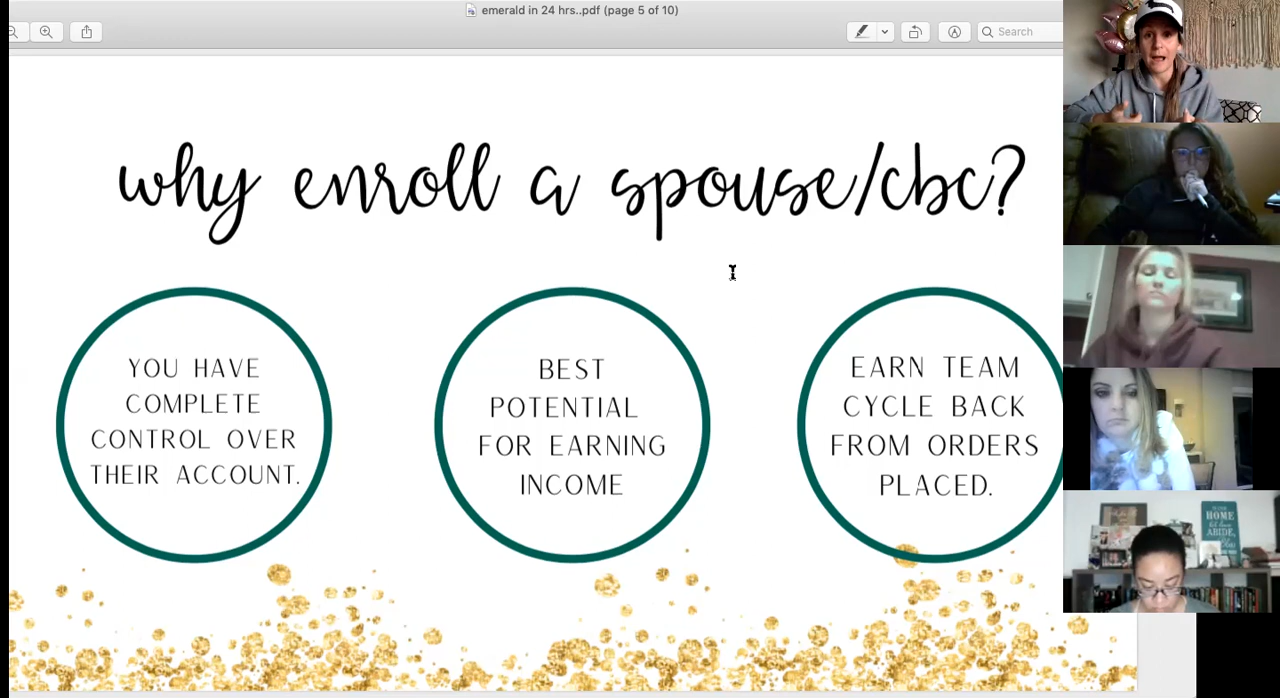 emerald in 24 hrs..pdf (page 5 of 10)
Search
why enroll a spouse/cbc?
YOU HAVE
COMPLETE
CONTROL OVER
THEIR ACCOUNT.
BEST
POTENTIAL
FOR EARNING
INCOME
EARN TEAM
CYCLE BACK
FROM ORDERS
PLACED.
HOME
ABIDE,